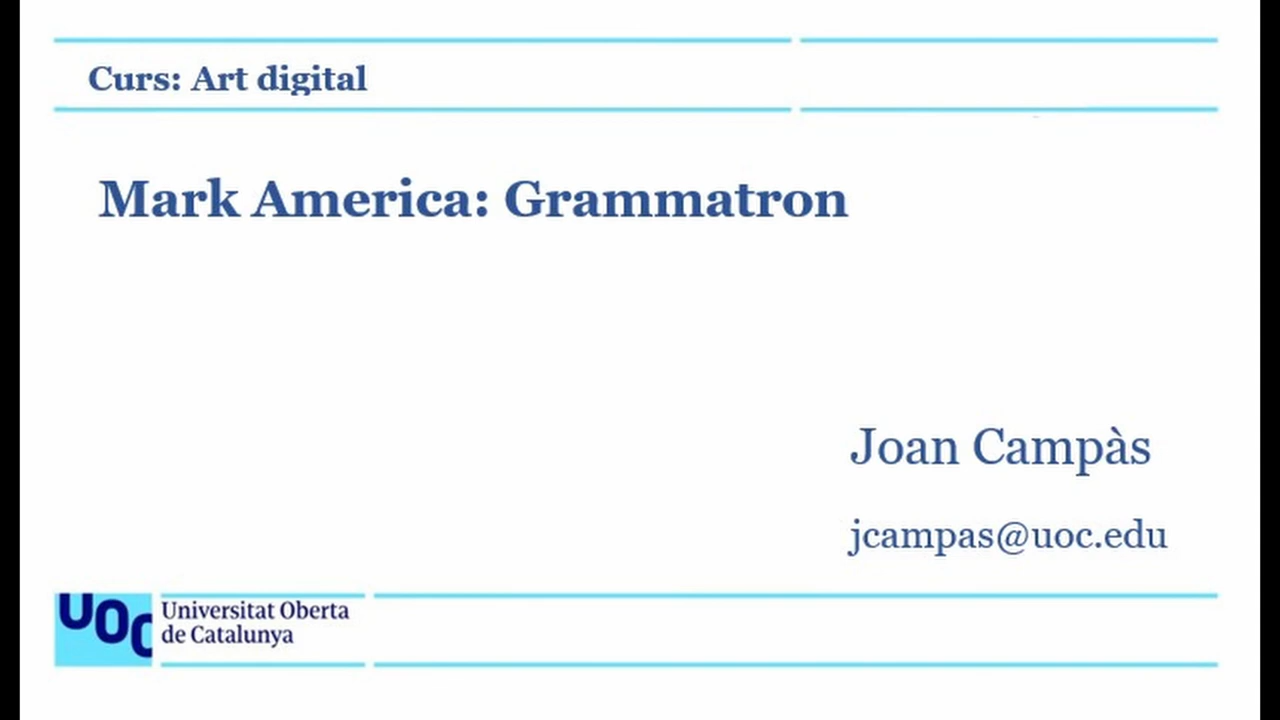 Curs: Art digital
Mark America: Grammatron
Joan Campàs
jcampas@uoc.edu
UOC
Universitat Oberta
de Catalunya